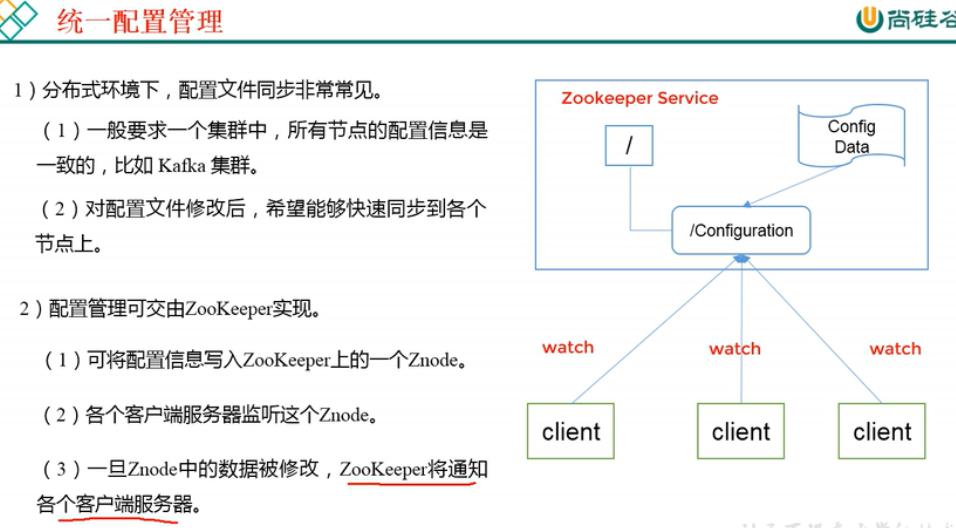 统一配置管理
尚硅谷
1）分布式环境下，配置文件同步非常常见。
（1）一般要求一个集群中，所有节点的配置信息是
一致的，比如 Kafka 集群。
（2）对配置文件修改后，希望能够快速同步到各个
节点上。
2）配置管理可交由ZooKeeper实现。
（1）可将配置信息写入ZooKeeper上的一个Znode。
（2）各个客户端服务器监听这个Znode。
（3）一旦Znode中的数据被修改，ZooKeeper将通知
各个客户端服务器。
Zookeeper Service
/
Config
Data
/Configuration
watch
watch
watch
client
client
client